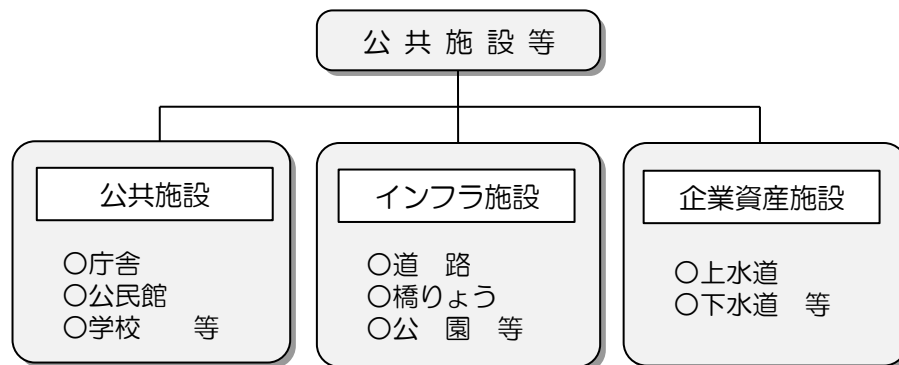 公共施設等
公共施設
○庁舎
○公民館
○学校　　等
インフラ施設
○道　路
○橋りょう
○公　園　等
企業資産施設
○上水道
○下水道　等